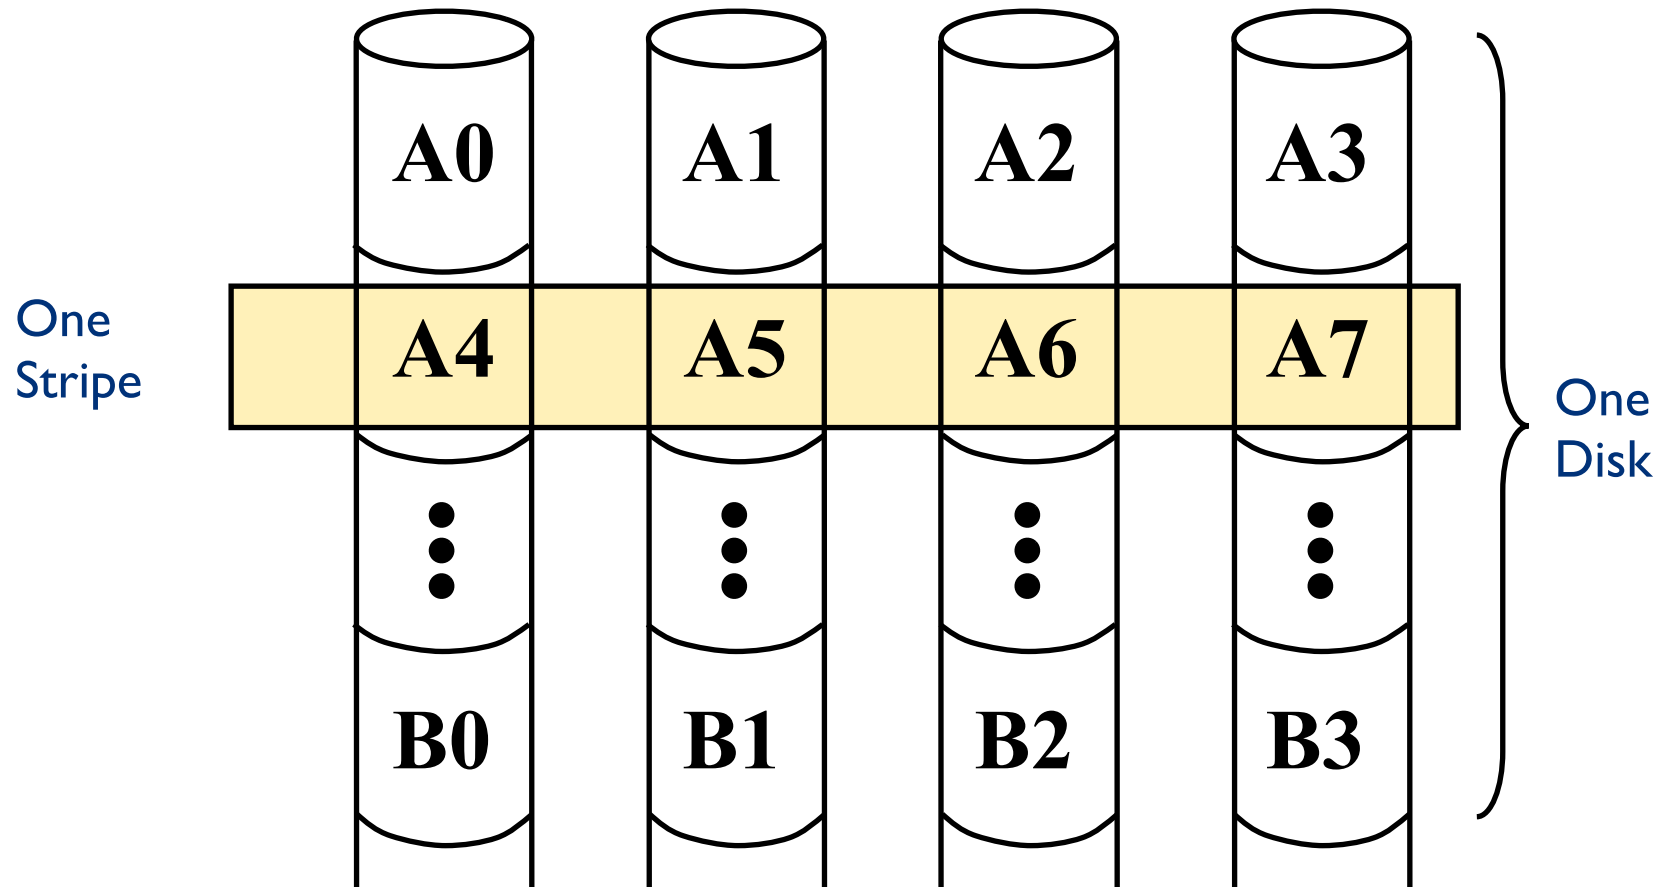 A0 A1 A2 A3
One
Stripe
A4 A5 A6 A7
One
Disk
B0 B1 B2 B3